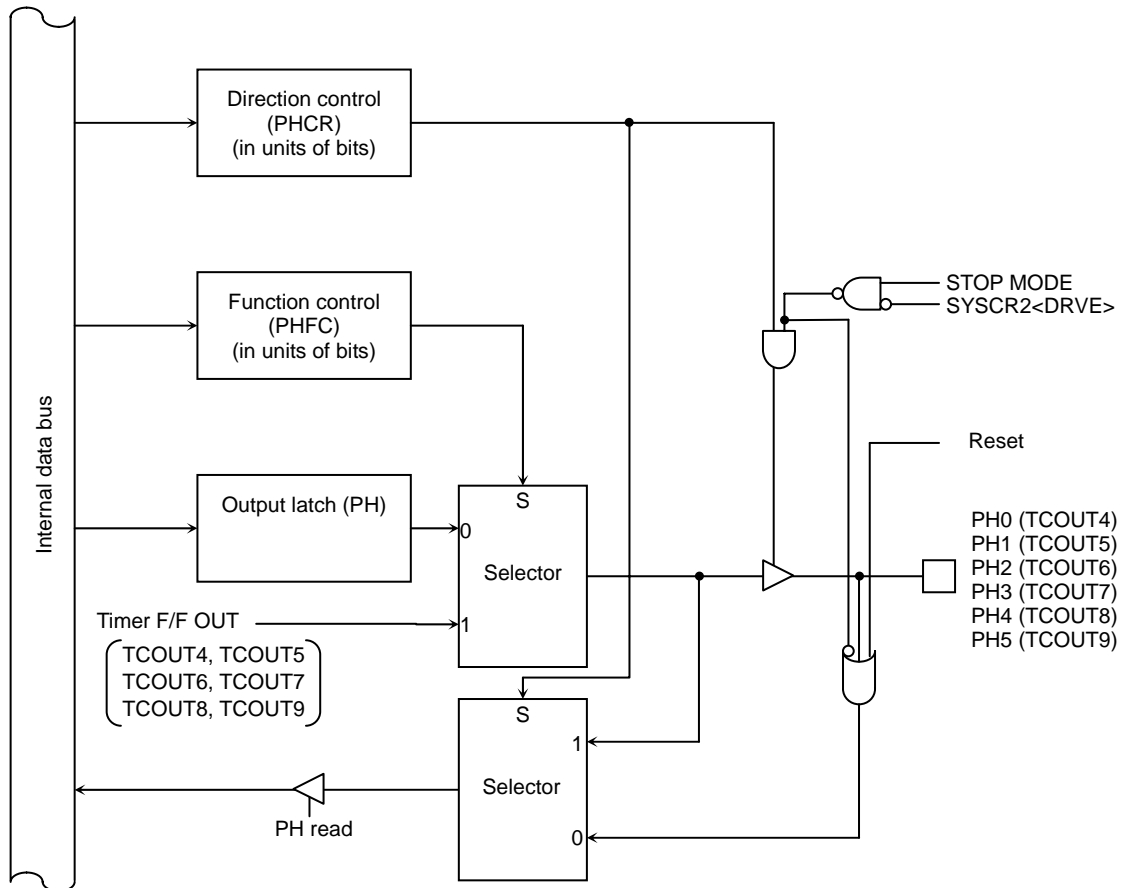 Direction control
(PHCR)
(in units of bits)
STOP MODE
SYSCR2<DRVE>
Function control
(PHFC)
(in units of bits)
Internal data bus
Reset
Output latch (PH)
S
0
Selector
1
PH0 (TCOUT4)
PH1 (TCOUT5)
PH2 (TCOUT6)
PH3 (TCOUT7)
PH4 (TCOUT8)
PH5 (TCOUT9)
Timer F/F OUT
TCOUT4, TCOUT5
TCOUT6, TCOUT7
TCOUT8, TCOUT9
S
1
Selector
0
PH read